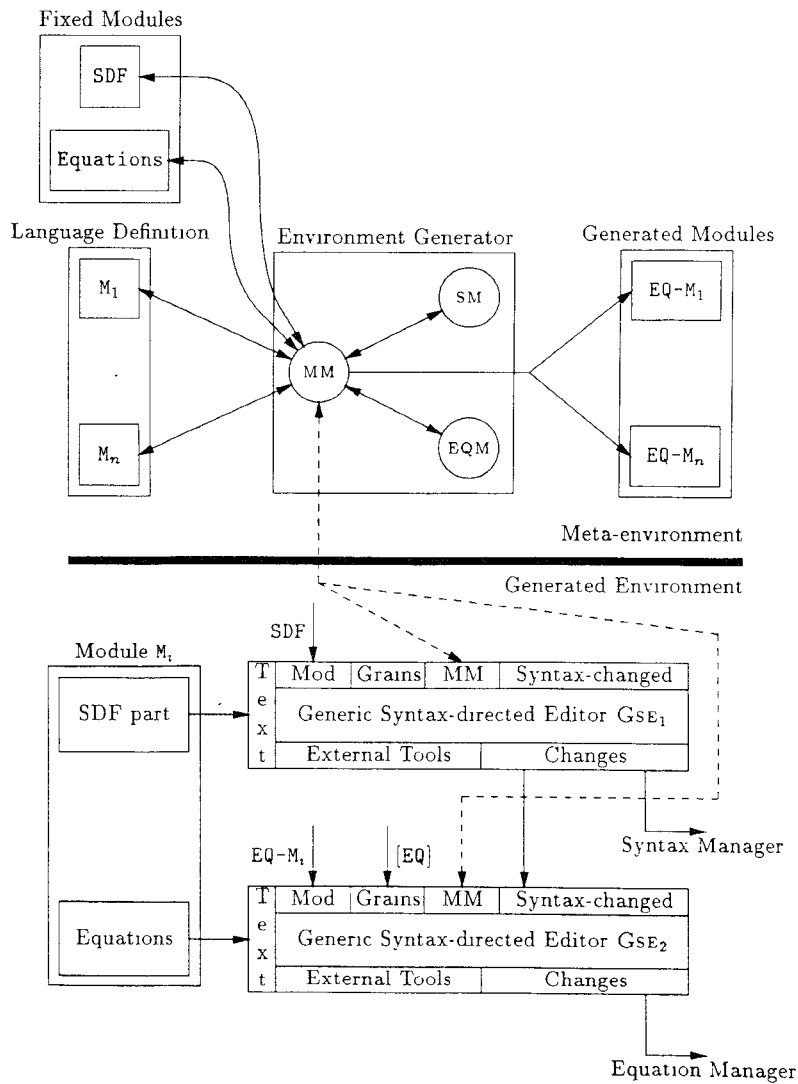 Fixed Modules
SDF
Equations
Language Definition
Environment Generator
Generated Modules
M1
SM
EQ-M1
MM
Mn
EQM
EQ-Mn
Meta-environment
Generated Environment
SDF
Module Mi
Text
Mod
Grains
MM
Syntax-changed
SDF part
Generic Syntax-directed Editor GSE1
External Tools
Changes
Syntax Manager
EQ-Mi
[EQ]
Text
Mod
Grains
MM
Syntax-changed
Equations
Generic Syntax-directed Editor GSE2
External Tools
Changes
Equation Manager